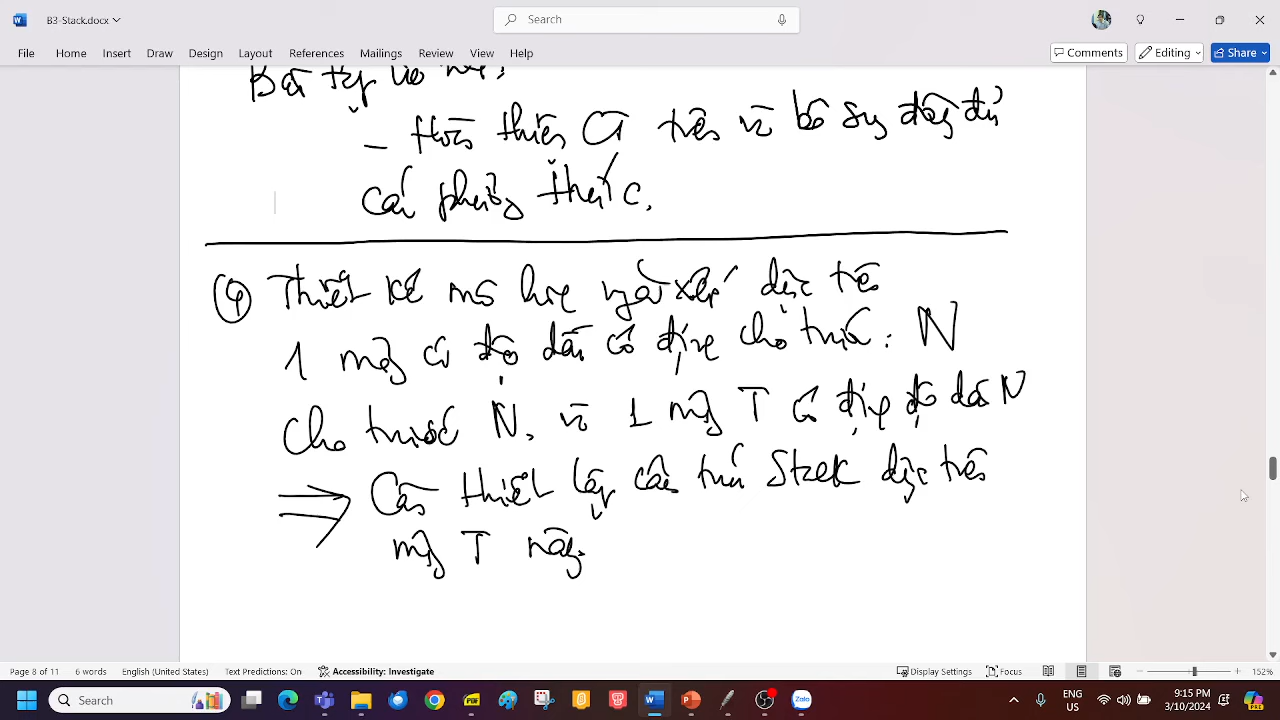 B3-Stack.docx
Search
File Home Insert Draw Design Layout References Mailings Review View Help
Comments Editing Share
Bài tập về nhà:
- Hoàn thiện CT trên và bổ sung đầy đủ
các phương thức.
④ Thiết kế mô hình ngăn xếp dựa trên
1 mảng có độ dài cố định cho trước: N
Cho trước N, và 1 mảng T cố định độ dài N
⇒ Cần thiết lập cấu trúc Stack dựa trên
mảng T này.
Page 8 of 11 6 words English (United States) Text Predictions: On Accessibility: Investigate Display Settings Focus 152%
Search ENG US 9:15 PM 3/10/2024